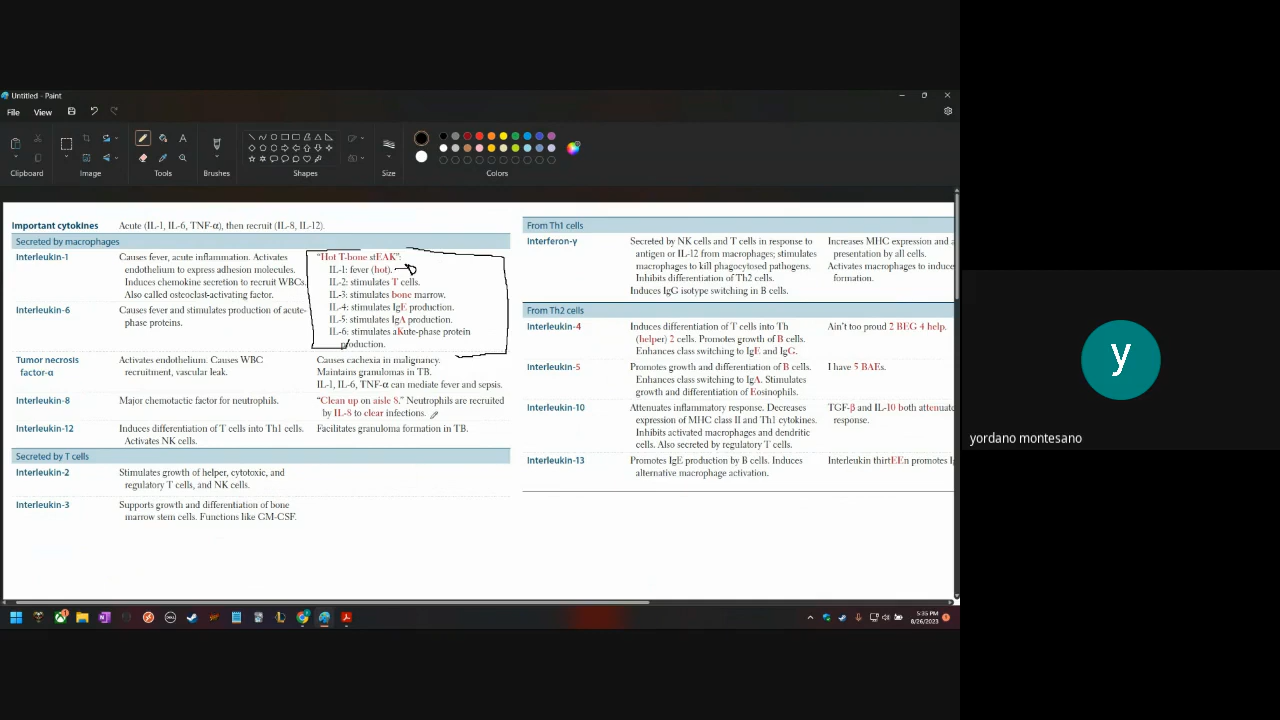 Untitled - Paint
File
View
Clipboard
Image
Tools
Brushes
Shapes
Size
Colors
Important cytokines
Acute (IL-1, IL-6, TNF-α), then recruit (IL-8, IL-12).
Secreted by macrophages
Interleukin-1
Causes fever, acute inflammation. Activates
endothelium to express adhesion molecules.
Induces chemokine secretion to recruit WBCs.
Also called osteoclast-activating factor.
"Hot T-bone stEAK":
IL-1: fever (hot).
IL-2: stimulates T cells.
IL-3: stimulates bone marrow.
IL-4: stimulates IgE production.
IL-5: stimulates IgA production.
IL-6: stimulates aKute-phase protein
production.
Interleukin-6
Causes fever and stimulates production of acute-
phase proteins.
Tumor necrosis
factor-α
Activates endothelium. Causes WBC
recruitment, vascular leak.
Causes cachexia in malignancy.
Maintains granulomas in TB.
IL-1, IL-6, TNF-α can mediate fever and sepsis.
Interleukin-8
Major chemotactic factor for neutrophils.
"Clean up on aisle 8." Neutrophils are recruited
by IL-8 to clear infections.
Interleukin-12
Induces differentiation of T cells into Th1 cells.
Activates NK cells.
Facilitates granuloma formation in TB.
Secreted by T cells
Interleukin-2
Stimulates growth of helper, cytotoxic, and
regulatory T cells, and NK cells.
Interleukin-3
Supports growth and differentiation of bone
marrow stem cells. Functions like GM-CSF.
From Th1 cells
Interferon-γ
Secreted by NK cells and T cells in response to
antigen or IL-12 from macrophages; stimulates
macrophages to kill phagocytosed pathogens.
Inhibits differentiation of Th2 cells.
Induces IgG isotype switching in B cells.
Increases MHC expression and a
presentation by all cells.
Activates macrophages to induce
formation.
From Th2 cells
Interleukin-4
Induces differentiation of T cells into Th
(helper) 2 cells. Promotes growth of B cells.
Enhances class switching to IgE and IgG.
Ain't too proud 2 BEG 4 help.
Interleukin-5
Promotes growth and differentiation of B cells.
Enhances class switching to IgA. Stimulates
growth and differentiation of Eosinophils.
I have 5 BAEs.
Interleukin-10
Attenuates inflammatory response. Decreases
expression of MHC class II and Th1 cytokines.
Inhibits activated macrophages and dendritic
cells. Also secreted by regulatory T cells.
TGF-β and IL-10 both attenuate
response.
Interleukin-13
Promotes IgE production by B cells. Induces
alternative macrophage activation.
Interleukin thirtEEn promotes I
5:35 PM
8/26/2023
y
yordano montesano